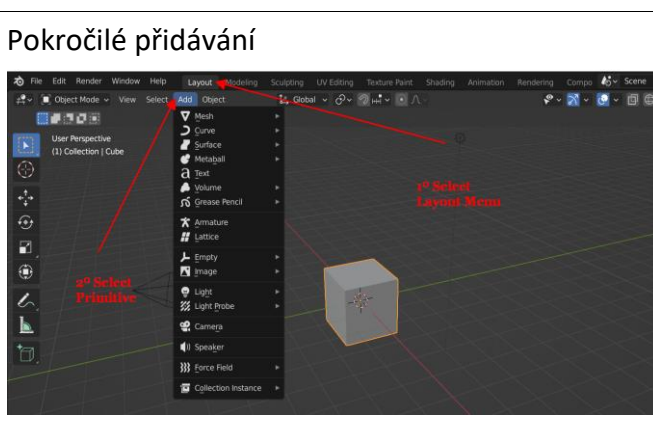 Pokročilé přidávání
File Edit Render Window Help Layout Modeling Sculpting UV Editing Texture Paint Shading Animation Rendering Compo Scene
Object Mode View Select Add Object Global
User Perspective
(1) Collection | Cube
Mesh
Curve
Surface
Metaball
Text
Volume
Grease Pencil
Armature
Lattice
Empty
Image
Light
Light Probe
Camera
Speaker
Force Field
Collection Instance
1º Select
Layout Menu
2º Select
Primitive